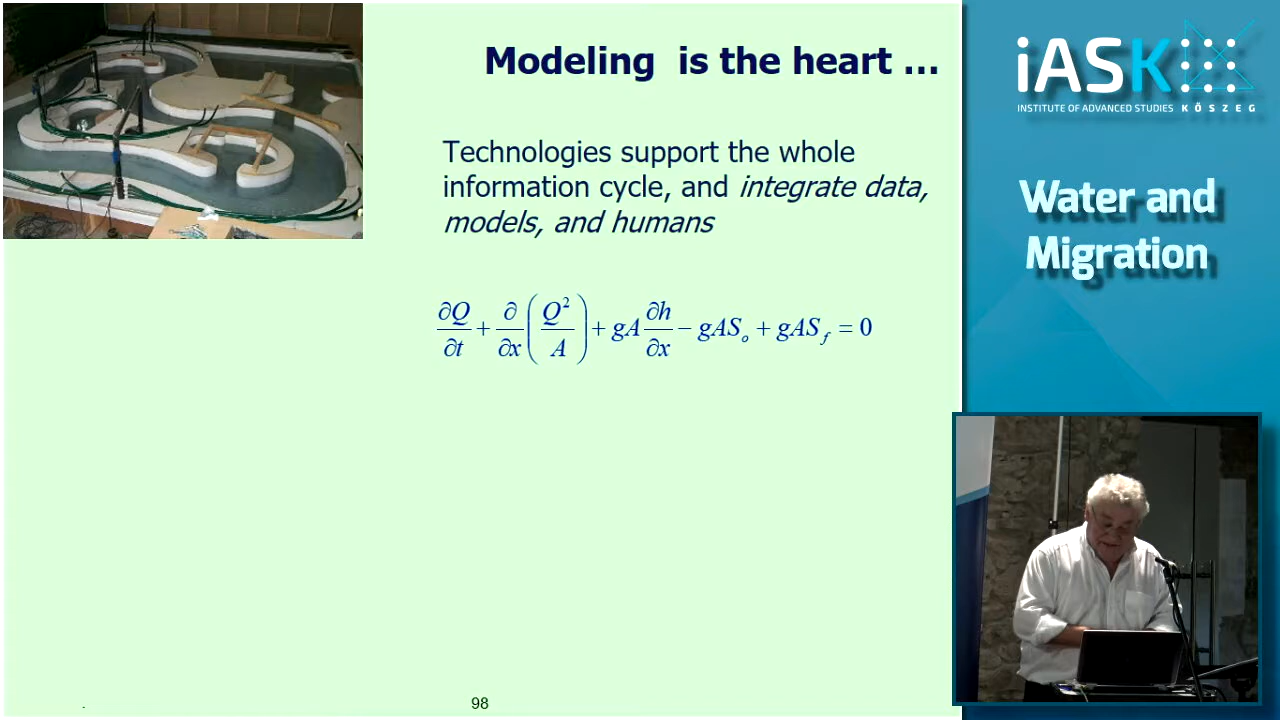 Modeling is the heart ...
Technologies support the whole
information cycle, and integrate data,
models, and humans
∂Q/∂t + ∂/∂x (Q²/A) + gA ∂h/∂x − gASₒ + gAS_f = 0
98
iASK
INSTITUTE OF ADVANCED STUDIES KŐSZEG
Water and
Migration